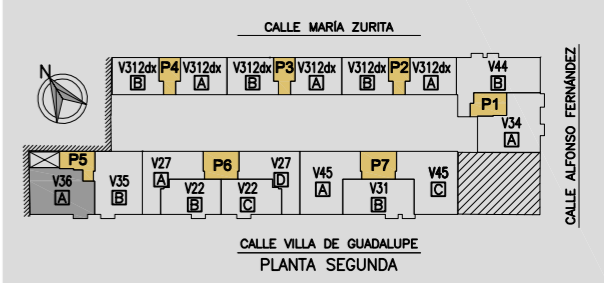 CALLE MARÍA ZURITA
N
V312dx P4 V312dx V312dx P3 V312dx V312dx P2 V312dx V44
B A B A B A B
P1
V34
A
CALLE ALFONSO FERNÁNDEZ
P5 V27 P6 V27 P7
V36 V35 A V22 V22 D V45 V31 V45
A B B C A B C
CALLE VILLA DE GUADALUPE
PLANTA SEGUNDA